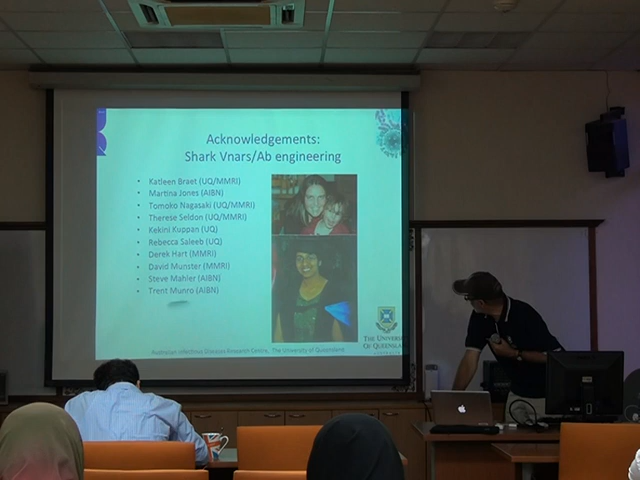 Acknowledgements:
Shark Vnars/Ab engineering
• Katleen Braet (UQ/MMRI)
• Martina Jones (AIBN)
• Tomoko Nagasaki (UQ/MMRI)
• Therese Seldon (UQ/MMRI)
• Kekini Kuppan (UQ)
• Rebecca Saleeb (UQ)
• Derek Hart (MMRI)
• David Munster (MMRI)
• Steve Mahler (AIBN)
• Trent Munro (AIBN)
THE UNIVERSITY
OF QUEENSLAND
AUSTRALIA
Australian Infectious Diseases Research Centre, The University of Queensland